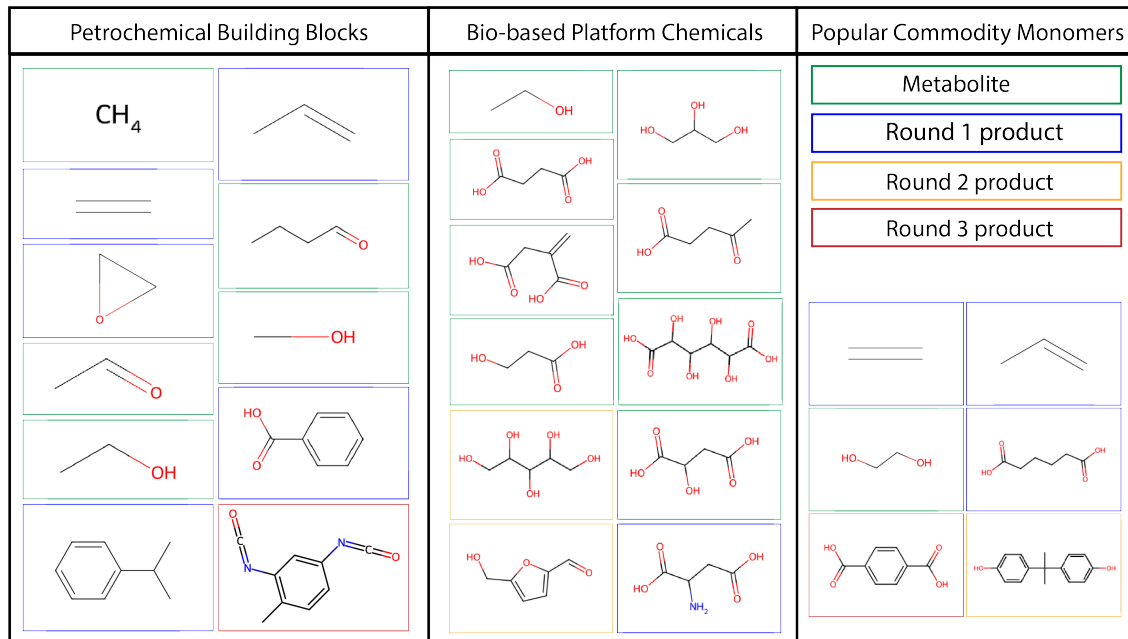 Petrochemical Building Blocks
Bio-based Platform Chemicals
Popular Commodity Monomers
CH₄
O
O
OH
O
OH
HO
O
O
C
N
N C O
OH
O OH
HO O
HO
O
O
HO
HO OH
O
OH OH
HO OH
OH
HO
O O
OH
HO OH
O
HO
O
OH OH O
HO OH
O OH OH
O OH
HO
OH O
O OH
HO
NH₂ O
Metabolite
Round 1 product
Round 2 product
Round 3 product
HO OH
O OH
HO O
HO O
O OH
HO OH